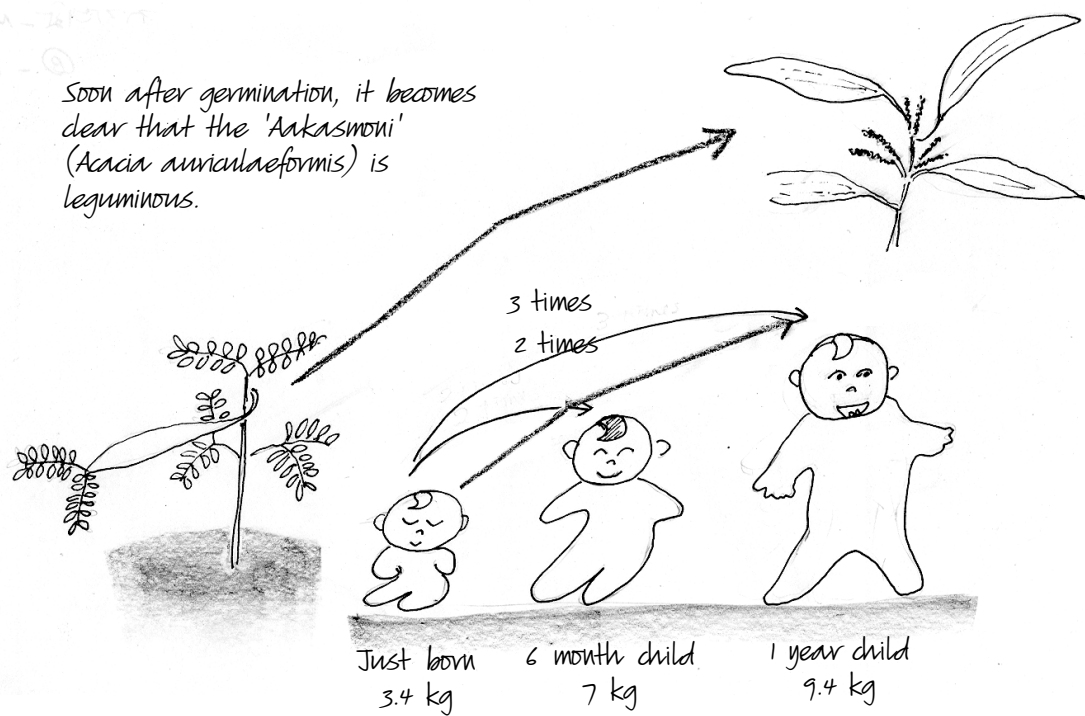 Soon after germination, it becomes
clear that the 'Aakasmoni'
(Acacia auriculaeformis) is
leguminous.
3 times
2 times
Just born
3.4 kg
6 month child
7 kg
1 year child
9.4 kg